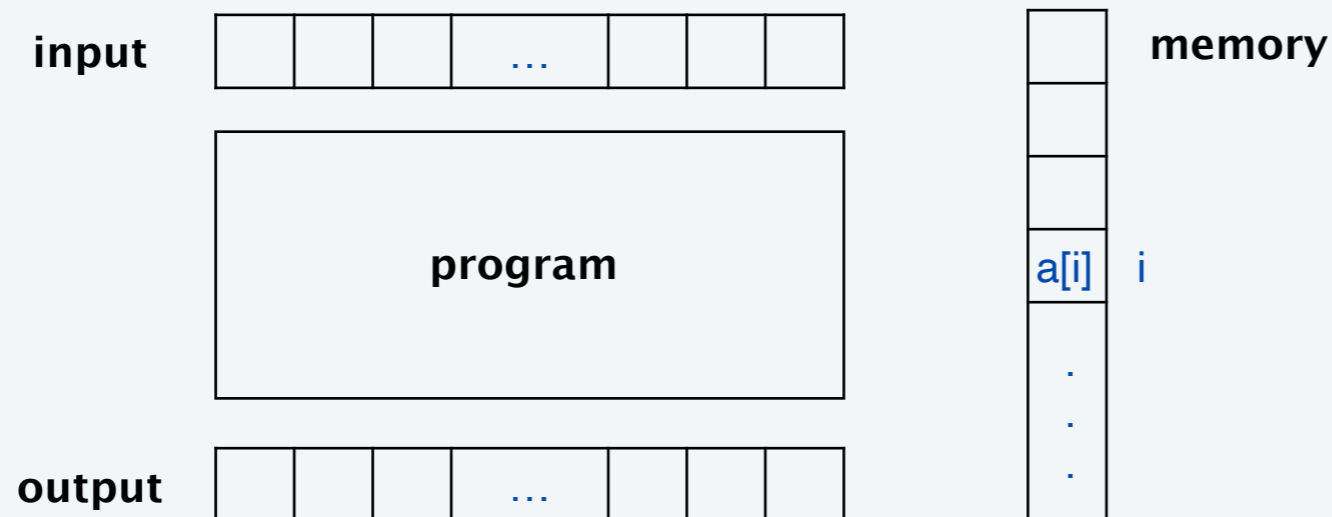 input
...
memory
program
a[i] i
.
.
.
output
...